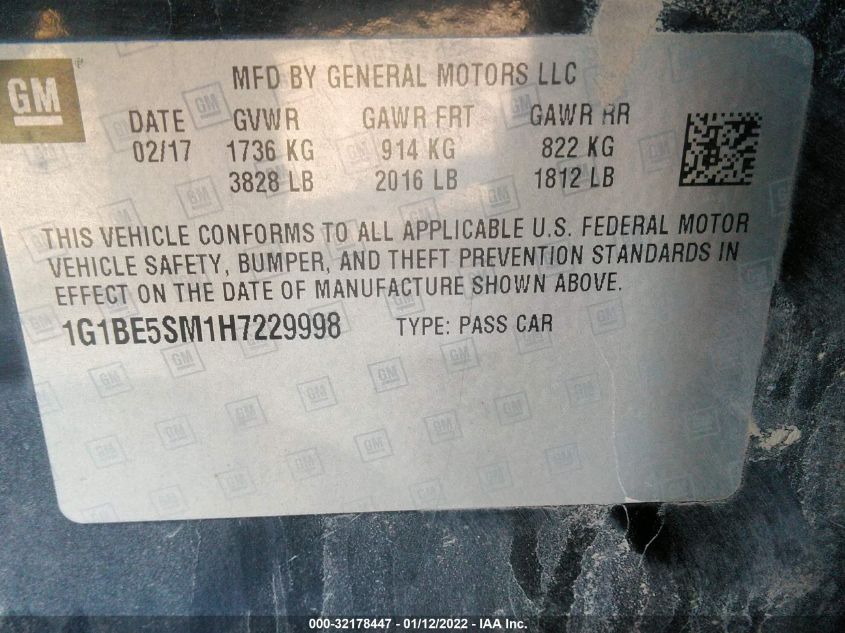 GM
MFD BY GENERAL MOTORS LLC
DATE GVWR GAWR FRT GAWR RR
02/17 1736 KG 914 KG 822 KG
3828 LB 2016 LB 1812 LB
THIS VEHICLE CONFORMS TO ALL APPLICABLE U.S. FEDERAL MOTOR
VEHICLE SAFETY, BUMPER, AND THEFT PREVENTION STANDARDS IN
EFFECT ON THE DATE OF MANUFACTURE SHOWN ABOVE.
1G1BE5SM1H7229998 TYPE: PASS CAR
000-32178447 - 01/12/2022 - IAA Inc.